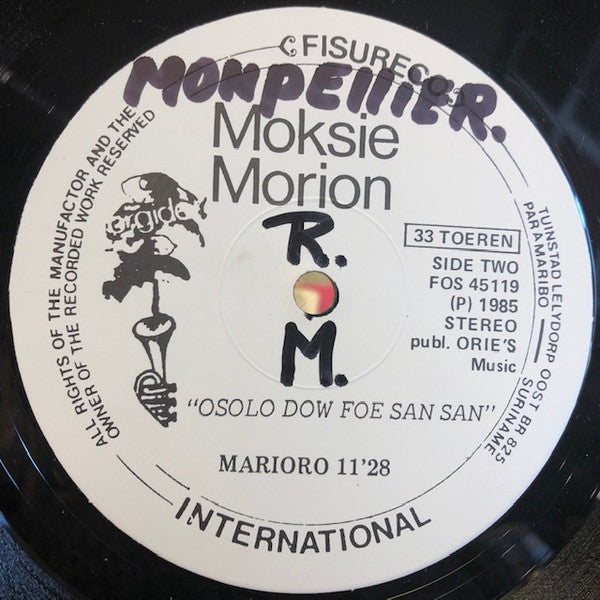 FISURECOS
MONPELLIER.
Moksie
Morion
orgidee
R.
M.
33 TOEREN
SIDE TWO
FOS 45119
(P) 1985
STEREO
publ. ORIE'S
Music
"OSOLO DOW FOE SAN SAN"
MARIORO 11'28
INTERNATIONAL
ALL RIGHTS OF THE MANUFACTOR AND THE
OWNER OF THE RECORDED WORK RESERVED
TUINSTAD LELYDORP OOST BR 825
PARAMARIBO — SURINAME